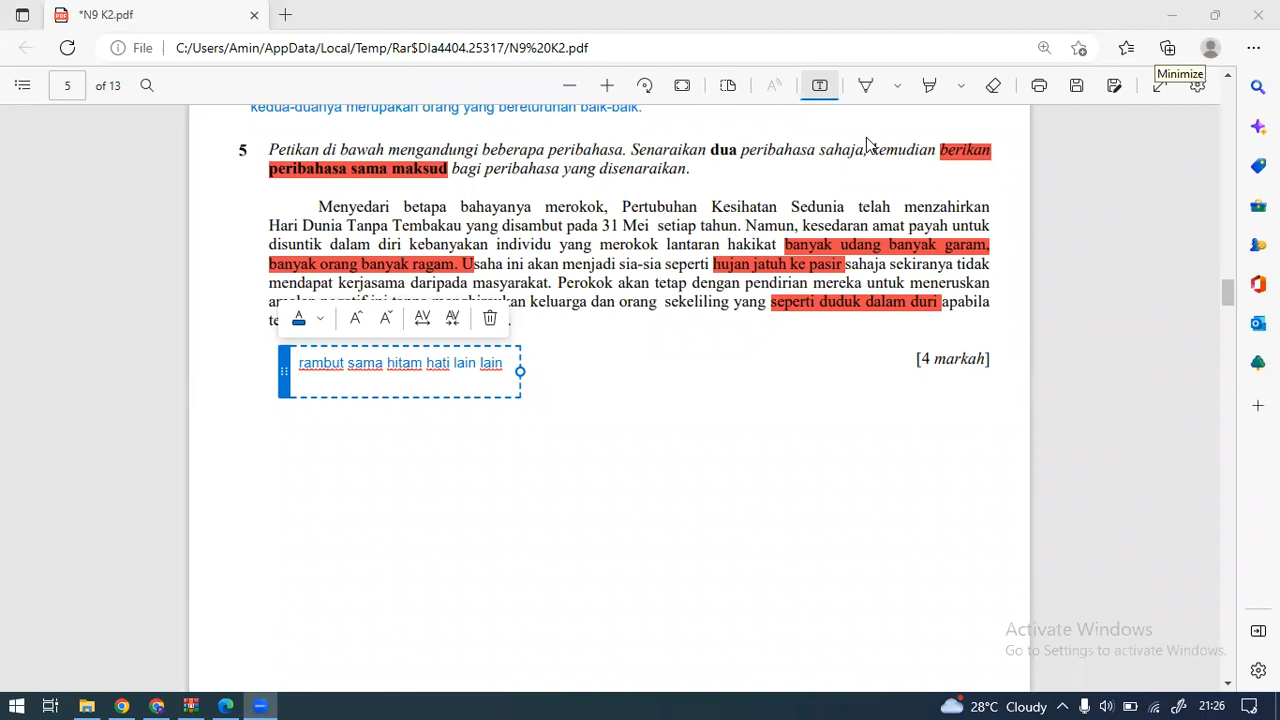 *N9 K2.pdf
File
C:/Users/Amin/AppData/Local/Temp/Rar$DIa4404.25317/N9%20K2.pdf
Minimize
5
of 13
kedua-duanya merupakan orang yang bereturunan baik-baik.
5 Petikan di bawah mengandungi beberapa peribahasa. Senaraikan dua peribahasa sahaja, kemudian berikan
peribahasa sama maksud bagi peribahasa yang disenaraikan.
Menyedari betapa bahayanya merokok, Pertubuhan Kesihatan Sedunia telah menzahirkan
Hari Dunia Tanpa Tembakau yang disambut pada 31 Mei setiap tahun. Namun, kesedaran amat payah untuk
disuntik dalam diri kebanyakan individu yang merokok lantaran hakikat banyak udang banyak garam,
banyak orang banyak ragam. Usaha ini akan menjadi sia-sia seperti hujan jatuh ke pasir sahaja sekiranya tidak
mendapat kerjasama daripada masyarakat. Perokok akan tetap dengan pendirian mereka untuk meneruskan
keluarga dan orang sekeliling yang seperti duduk dalam duri apabila
rambut sama hitam hati lain lain
[4 markah]
Activate Windows
Go to Settings to activate Windows.
28°C Cloudy
21:26